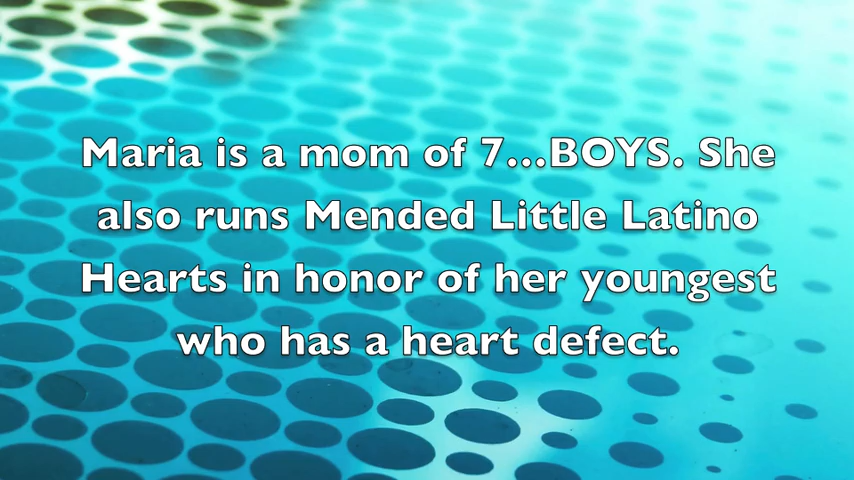 Maria is a mom of 7...BOYS. She
also runs Mended Little Latino
Hearts in honor of her youngest
who has a heart defect.